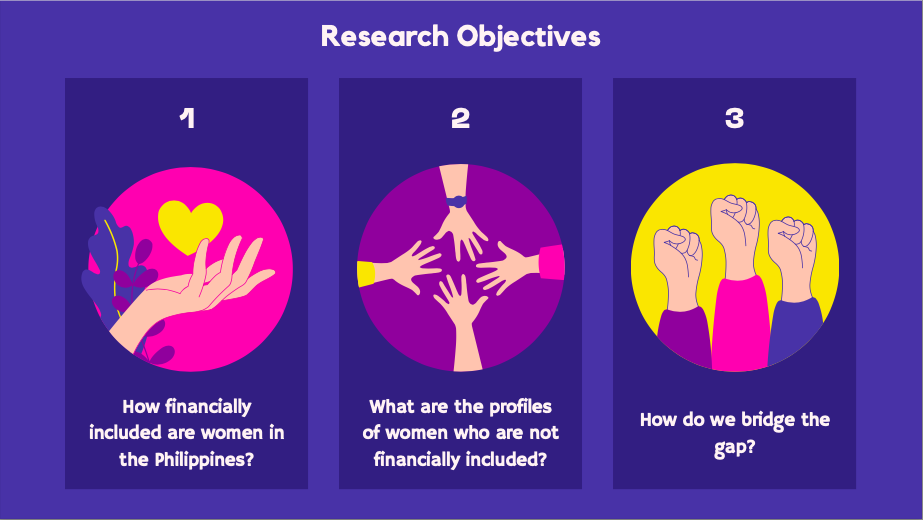 Research Objectives
1
How financially
included are women in
the Philippines?
2
What are the profiles
of women who are not
financially included?
3
How do we bridge the
gap?